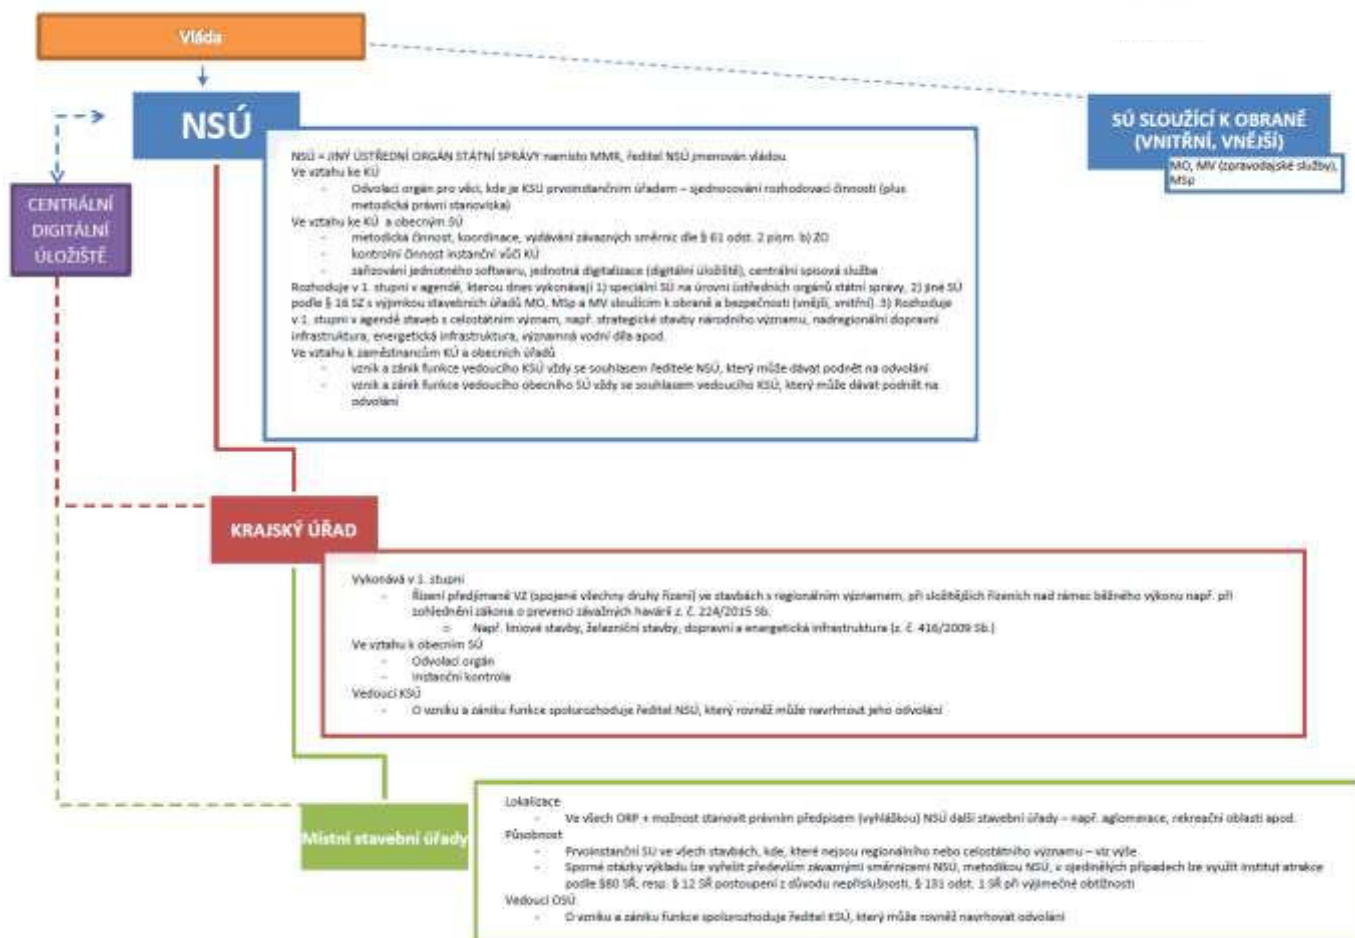 Vláda
NSÚ
SÚ SLOUŽÍCÍ K OBRANĚ
(VNITŘNÍ, VNĚJŠÍ)
MO, MV (zpravodajské služby),
MSp
CENTRÁLNÍ
DIGITÁLNÍ
ÚLOŽIŠTĚ
NSÚ = JINÝ ÚSTŘEDNÍ ORGÁN STÁTNÍ SPRÁVY namísto MMR, ředitel NSÚ jmenován vládou
Ve vztahu ke KÚ
- Odvolací orgán pro věci, kde je KSÚ prvoinstančním úřadem – sjednocování rozhodovací činnosti (plus
metodická právní stanoviska)
Ve vztahu ke KÚ a obecným SÚ
- metodická činnost, koordinace, vydávání závazných směrnic dle § 61 odst. 2 písm. b) ZO
- kontrolní činnost instanční vůči KÚ
- zařizování jednotného softwaru, jednotná digitalizace (digitální úložiště), centrální spisová služba
Rozhoduje v 1. stupni v agendě, kterou dnes vykonávají 1) speciální SÚ na úrovni ústředních orgánů státní správy, 2) jiné SÚ
podle § 16 SZ s výjimkou stavebních úřadů MO, MSp a MV sloužícím k obraně a bezpečnosti (vnější, vnitřní). 3) Rozhoduje
v 1. stupni v agendě staveb s celostátním význam, např. strategické stavby národního významu, nadregionální dopravní
infrastruktura, energetická infrastruktura, významná vodní díla apod.
Ve vztahu k zaměstnancům KÚ a obecních úřadů
- vznik a zánik funkce vedoucího KSÚ vždy se souhlasem ředitele NSÚ, který může dávat podnět na odvolání
- vznik a zánik funkce vedoucího obecního SÚ vždy se souhlasem vedoucího KSÚ, který může dávat podnět na
odvolání
KRAJSKÝ ÚŘAD
Vykonává v 1. stupni
- Řízení předjímané VZ (spojené všechny druhy řízení) ve stavbách s regionálním významem, při složitějších řízeních nad rámec běžného výkonu např. při
zohlednění zákona o prevenci závažných havárií z. č. 224/2015 Sb.
o Např. liniové stavby, železniční stavby, dopravní a energetická infrastruktura (z. č. 416/2009 Sb.)
Ve vztahu k obecním SÚ
- Odvolací orgán
- Instanční kontrola
Vedoucí KSÚ
- O vzniku a zániku funkce spolurozhoduje ředitel NSÚ, který rovněž může navrhnout jeho odvolání
Místní stavební úřady
Lokalizace
- Ve všech ORP + možnost stanovit právním předpisem (vyhláškou) NSÚ další stavební úřady – např. aglomerace, rekreační oblasti apod.
Působnost
- Prvoinstanční SÚ ve všech stavbách, kde, které nejsou regionálního nebo celostátního významu – viz výše
- Sporné otázky výkladu lze vyřešit především závaznými směrnicemi NSÚ, metodikou NSÚ, v ojedinělých případech lze využít institut atrakce
podle §80 SŘ, resp. § 12 SŘ postoupení z důvodu nepříslušnosti, § 131 odst. 1 SŘ při výjimečné obtížnosti
Vedoucí OSÚ
- O vzniku a zániku funkce spolurozhoduje ředitel KSÚ, který může rovněž navrhovat odvolání